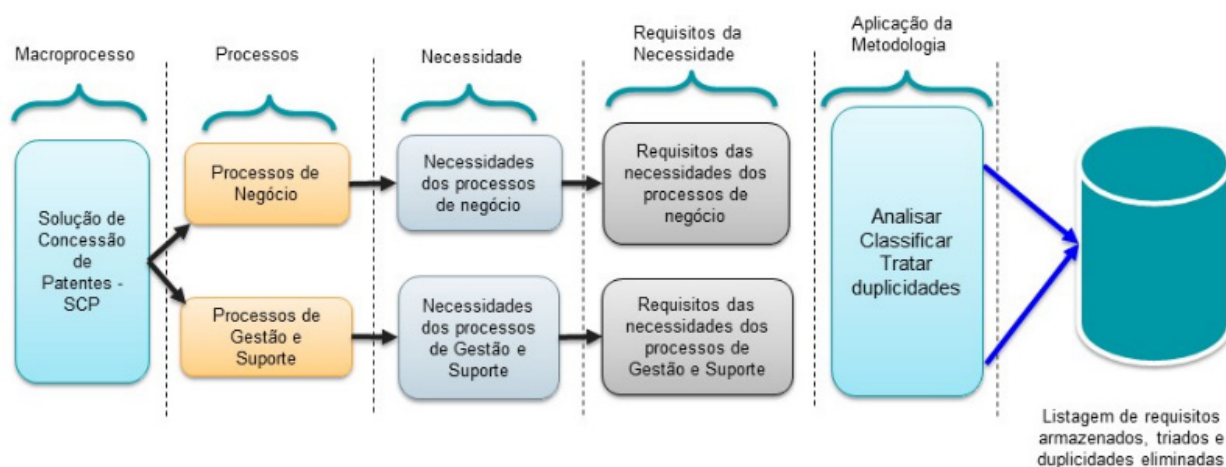 Macroprocesso
Processos
Necessidade
Requisitos da
Necessidade
Aplicação da
Metodologia
Solução de
Concessão
de
Patentes -
SCP
Processos de
Negócio
Necessidades
dos processos
de negócio
Requisitos das
necessidades dos
processos de
negócio
Processos de
Gestão e
Suporte
Necessidades
dos processos
de Gestão e
Suporte
Requisitos das
necessidades dos
processos de
Gestão e Suporte
Analisar
Classificar
Tratar
duplicidades
Listagem de requisitos
armazenados, triados e
duplicidades eliminadas